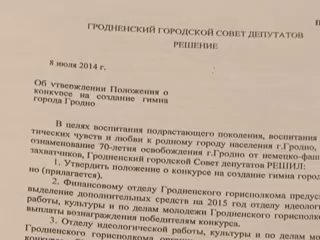 ГРОДНЕНСКИЙ ГОРОДСКОЙ СОВЕТ ДЕПУТАТОВ
РЕШЕНИЕ
8 июля 2014 г.
Об утверждении Положения о
конкурсе на создание гимна
города Гродно
В целях воспитания подрастающего поколения, воспитания
тических чувств и любви к родному городу населения г.Гродно,
ознаменование 70-летия освобождения г.Гродно от немецко-фаш
захватчиков, Гродненский городской Совет депутатов РЕШИЛ:
1. Утвердить положение о конкурсе на создание гимна город
но (прилагается).
2. Финансовому отделу Гродненского горисполкома предус
выделение дополнительных средств на 2015 год отделу идеолог
работы, культуры и по делам молодежи Гродненского горисполко
выплаты вознаграждения победителям конкурса.
3. Отделу идеологической работы, культуры и по делам мо
Гродненского горисполкома